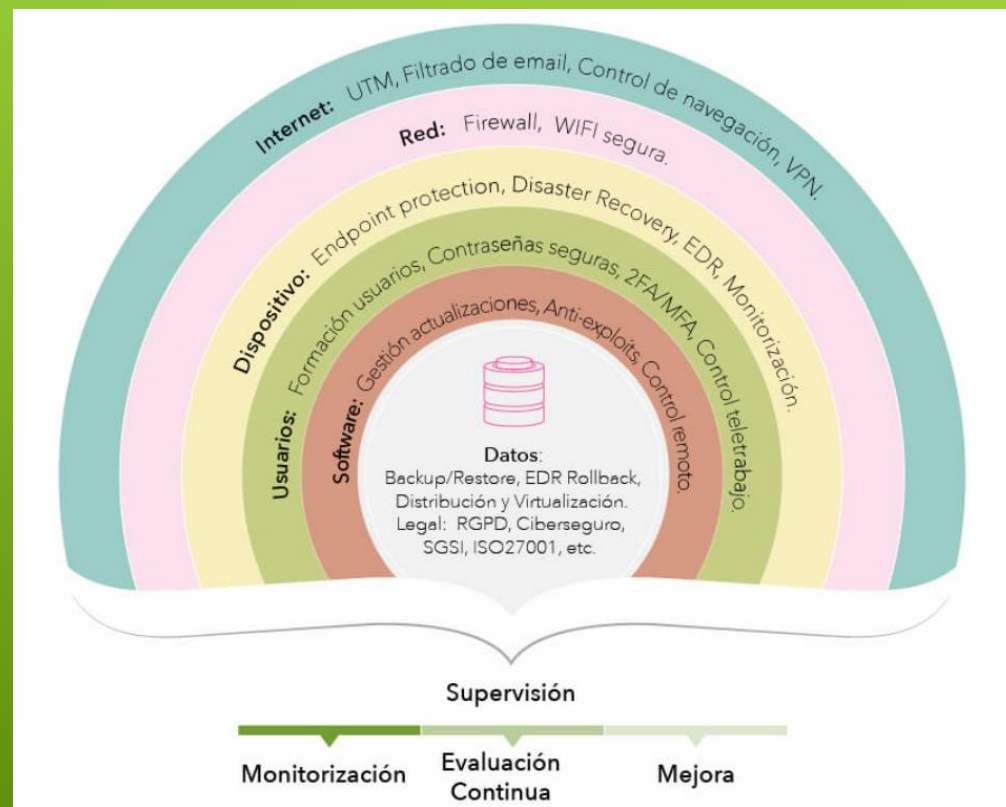 Internet: UTM, Filtrado de email, Control de navegación, VPN.
Red: Firewall, WIFI segura.
Dispositivo: Endpoint protection, Disaster Recovery, EDR, Monitorización.
Usuarios: Formación usuarios, Contraseñas seguras, 2FA/MFA, Control teletrabajo.
Software: Gestión actualizaciones, Anti-exploits, Control remoto.
Datos:
Backup/Restore, EDR Rollback,
Distribución y Virtualización.
Legal: RGPD, Ciberseguro,
SGSI, ISO27001, etc.
Supervisión
Monitorización
Evaluación
Continua
Mejora